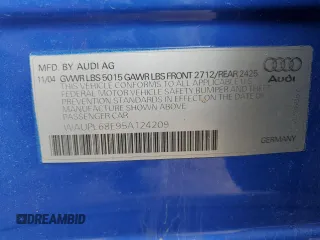 MFD. BY AUDI AG
11/04 GVWR LBS 5015 GAWR LBS FRONT 2712/REAR 2425
THIS VEHICLE CONFORMS TO ALL APPLICABLE U.S.
FEDERAL MOTOR VEHICLE SAFETY BUMPER AND THEFT
PREVENTION STANDARDS IN EFFECT ON THE DATE OF
MANUFACTURE SHOWN ABOVE
PASSENGER CAR
WAUPL68E95A124209
Audi
GERMANY
DREAMBID
DREAMBID.COM